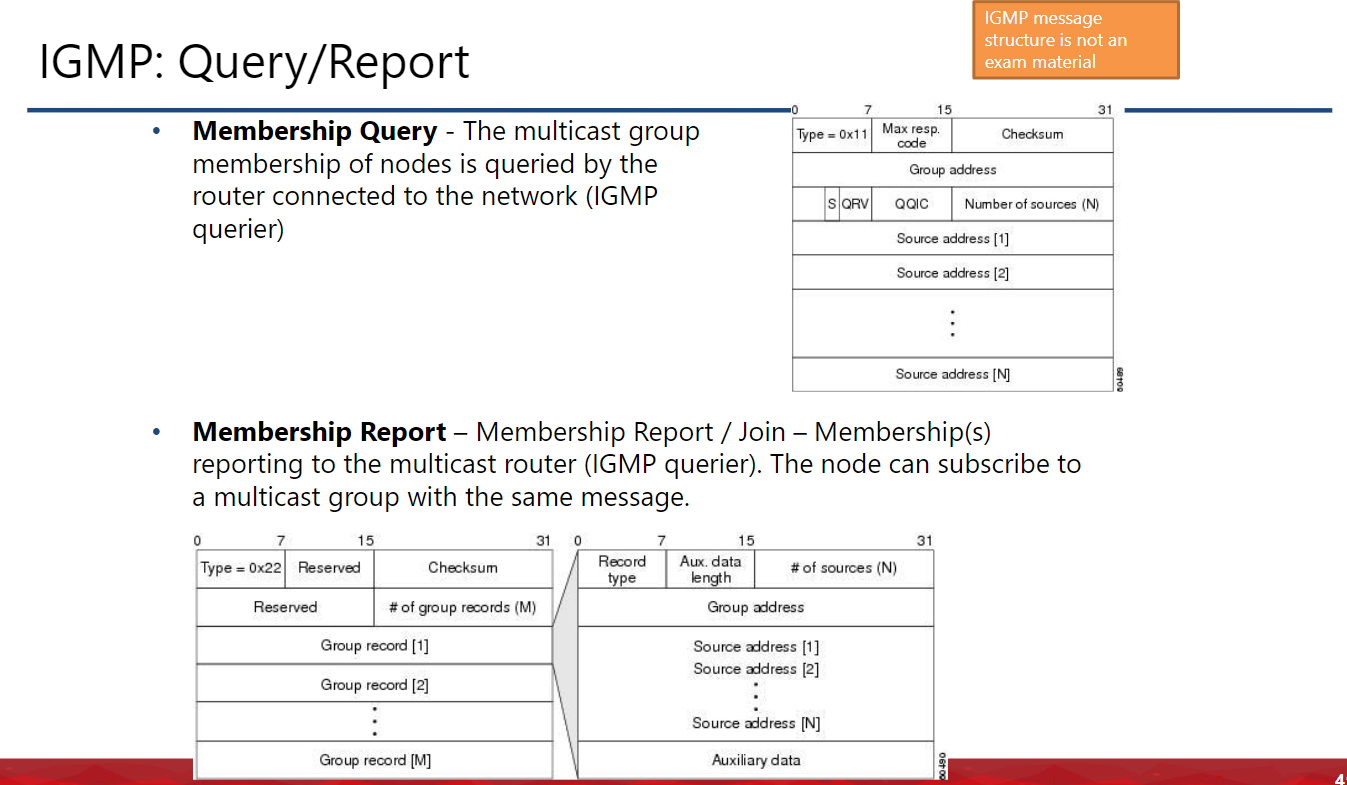 IGMP message
structure is not an
exam material
IGMP: Query/Report
• Membership Query - The multicast group
membership of nodes is queried by the
router connected to the network (IGMP
querier)
0 7 15 31
Type = 0x11 Max resp. code Checksum
Group address
S QRV QQIC Number of sources (N)
Source address [1]
Source address [2]
Source address [N]
60489
• Membership Report – Membership Report / Join – Membership(s)
reporting to the multicast router (IGMP querier). The node can subscribe to
a multicast group with the same message.
0 7 15 31
Type = 0x22 Reserved Checksum
Reserved # of group records (M)
Group record [1]
Group record [2]
Group record [M]
0 7 15 31
Record type Aux. data length # of sources (N)
Group address
Source address [1]
Source address [2]
Source address [N]
Auxiliary data
60490